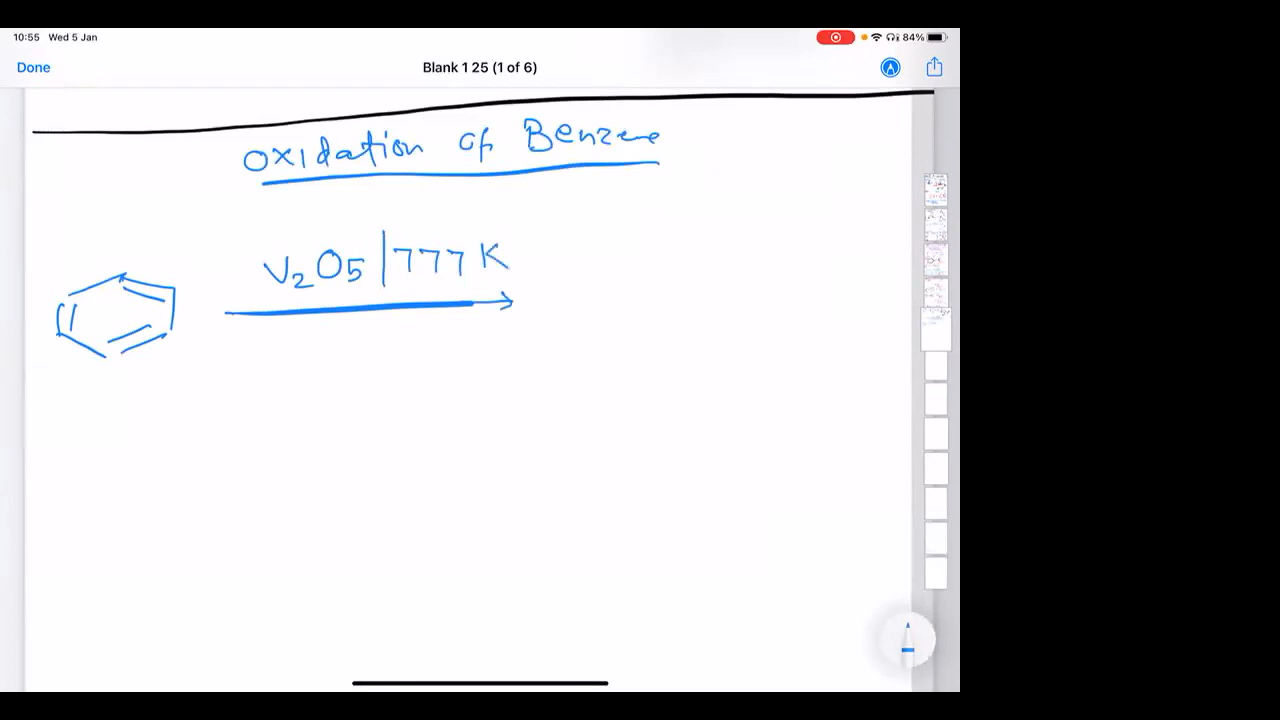 10:55 Wed 5 Jan 84%
Done Blank 1 25 (1 of 6)
Oxidation of Benzene
V2O5 | 777 K